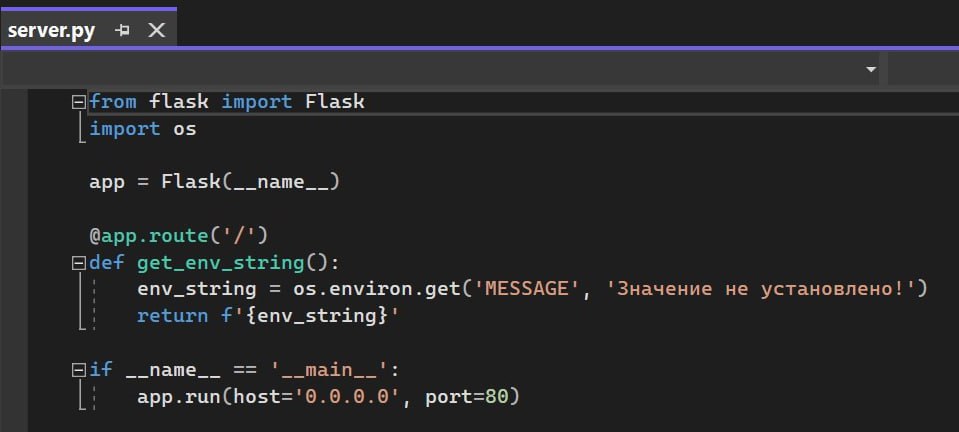 server.py
from flask import Flask
import os
app = Flask(__name__)
@app.route('/')
def get_env_string():
env_string = os.environ.get('MESSAGE', 'Значение не установлено!')
return f'{env_string}'
if __name__ == '__main__':
app.run(host='0.0.0.0', port=80)